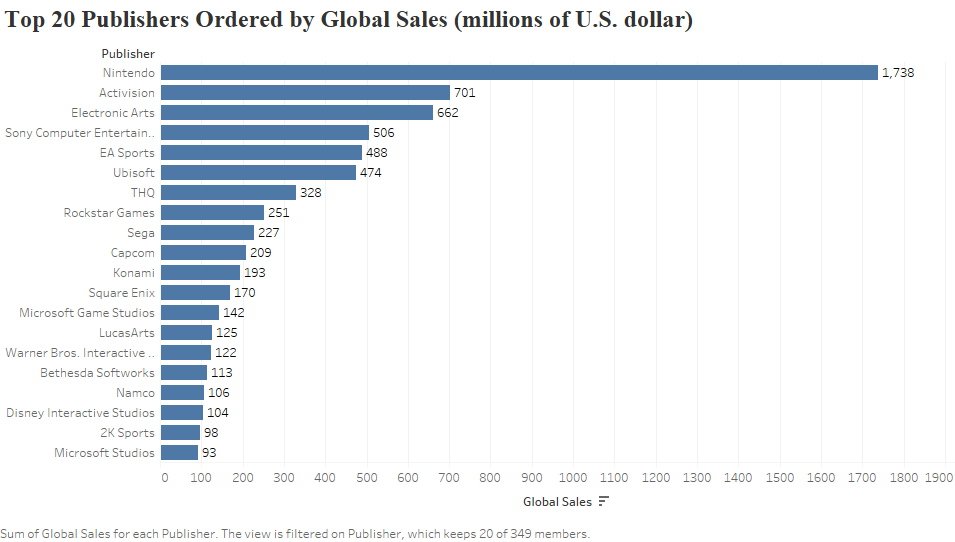 Top 20 Publishers Ordered by Global Sales (millions of U.S. dollar)
Publisher
Nintendo 1,738
Activision 701
Electronic Arts 662
Sony Computer Entertain.. 506
EA Sports 488
Ubisoft 474
THQ 328
Rockstar Games 251
Sega 227
Capcom 209
Konami 193
Square Enix 170
Microsoft Game Studios 142
LucasArts 125
Warner Bros. Interactive .. 122
Bethesda Softworks 113
Namco 106
Disney Interactive Studios 104
2K Sports 98
Microsoft Studios 93
0 100 200 300 400 500 600 700 800 900 1000 1100 1200 1300 1400 1500 1600 1700 1800 1900
Global Sales
Sum of Global Sales for each Publisher. The view is filtered on Publisher, which keeps 20 of 349 members.